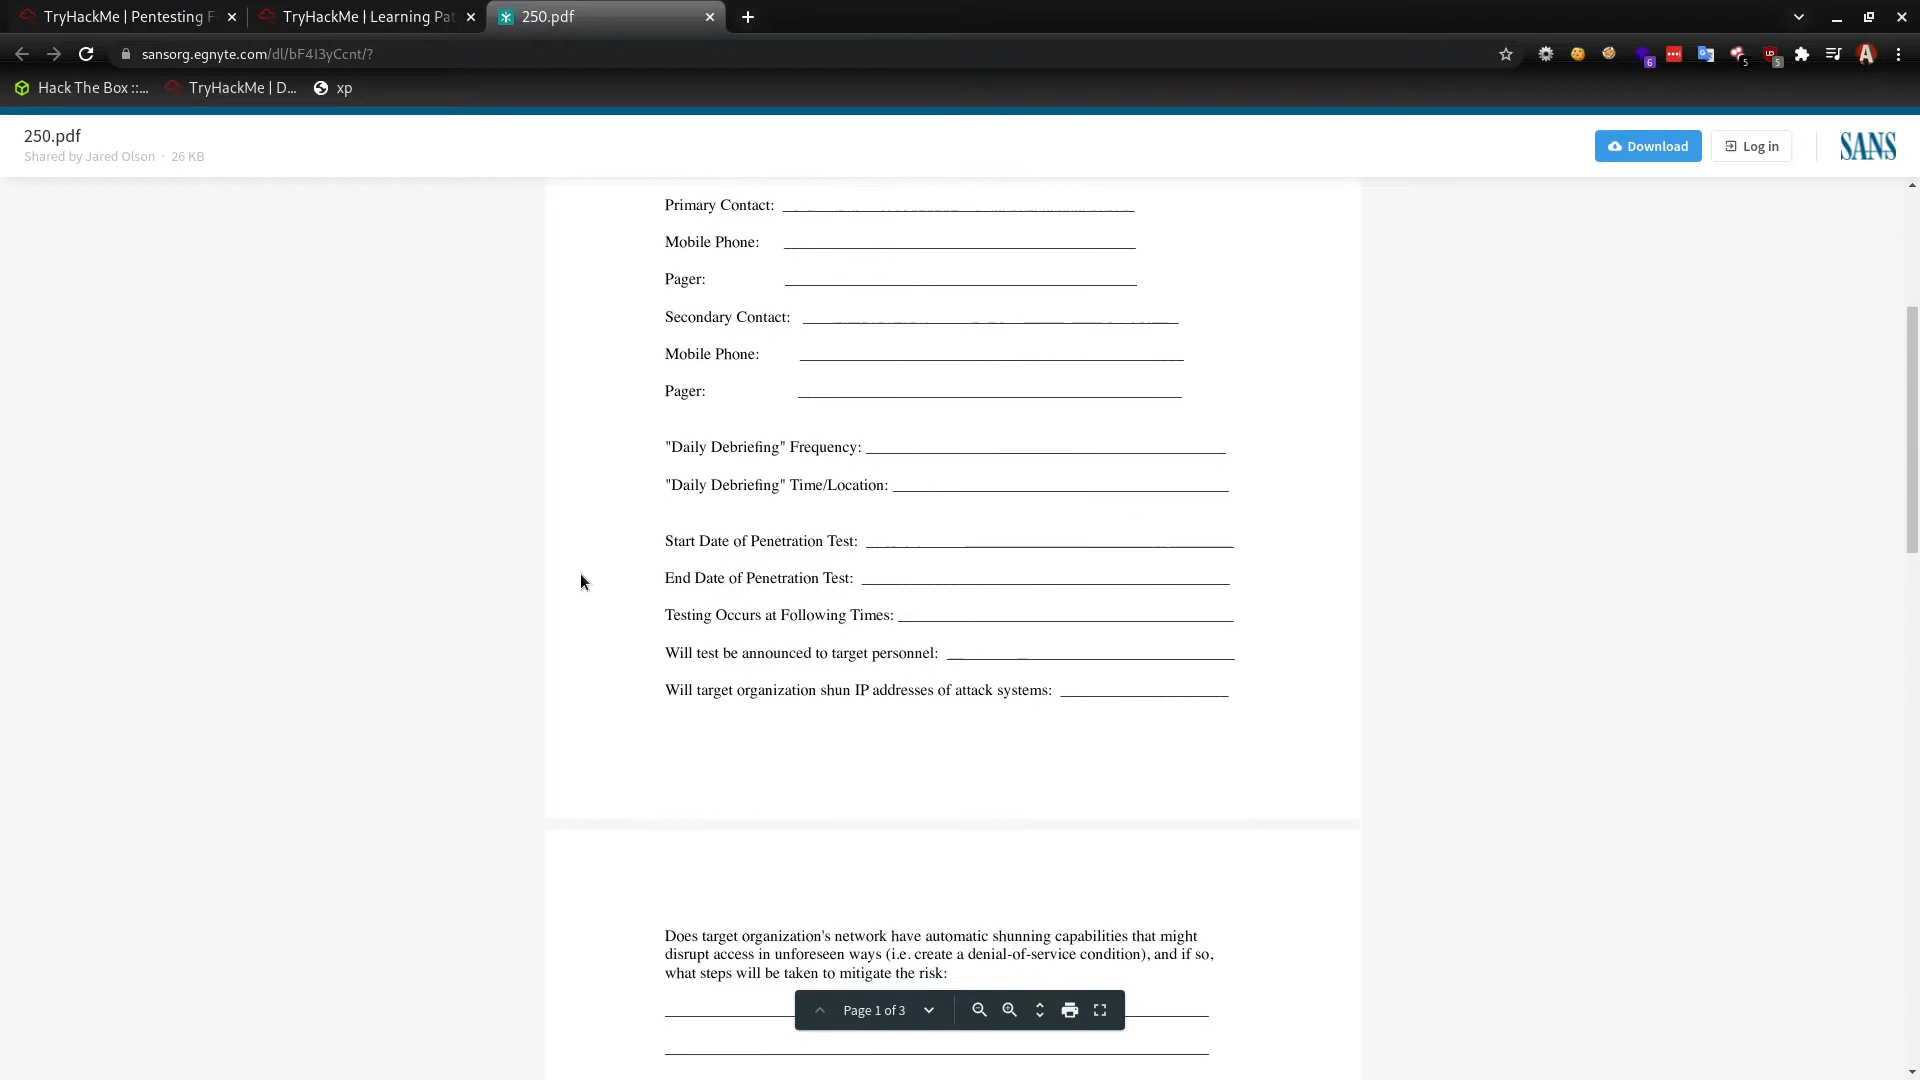 TryHackMe | Pentesting F
TryHackMe | Learning Pat
250.pdf
sansorg.egnyte.com/dl/bF4I3yCcnt/?
6
5
UD
5
A
Hack The Box ::...
TryHackMe | D...
xp
250.pdf
Shared by Jared Olson · 26 KB
Download
Log in
SANS
Primary Contact:
Mobile Phone:
Pager:
Secondary Contact:
Mobile Phone:
Pager:
"Daily Debriefing" Frequency:
"Daily Debriefing" Time/Location:
Start Date of Penetration Test:
End Date of Penetration Test:
Testing Occurs at Following Times:
Will test be announced to target personnel:
Will target organization shun IP addresses of attack systems:
Does target organization's network have automatic shunning capabilities that might
disrupt access in unforeseen ways (i.e. create a denial-of-service condition), and if so,
what steps will be taken to mitigate the risk:
Page 1 of 3